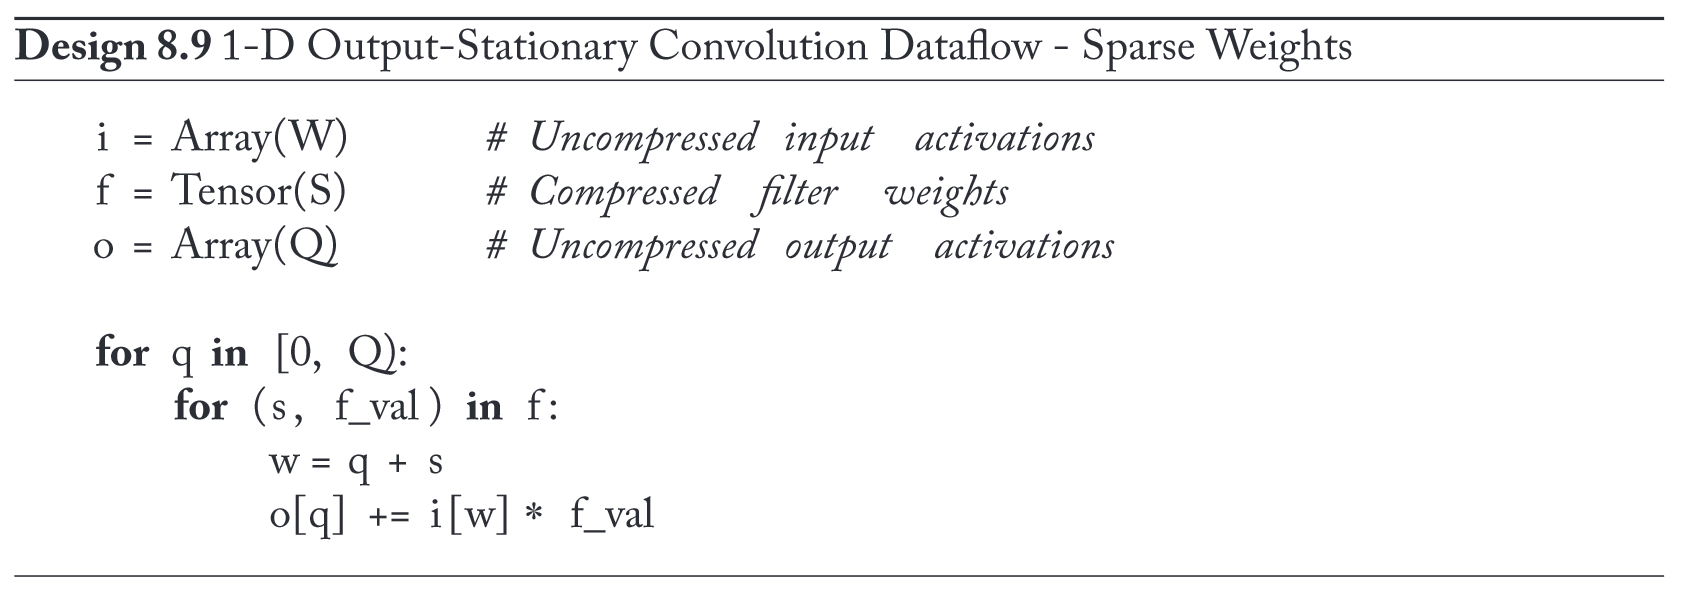 Design 8.9 1-D Output-Stationary Convolution Dataflow - Sparse Weights
i = Array(W) # Uncompressed input activations
f = Tensor(S) # Compressed filter weights
o = Array(Q) # Uncompressed output activations
for q in [0, Q):
for (s, f_val) in f:
w = q + s
o[q] += i[w] * f_val